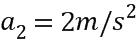 a₂ = 2m/s²